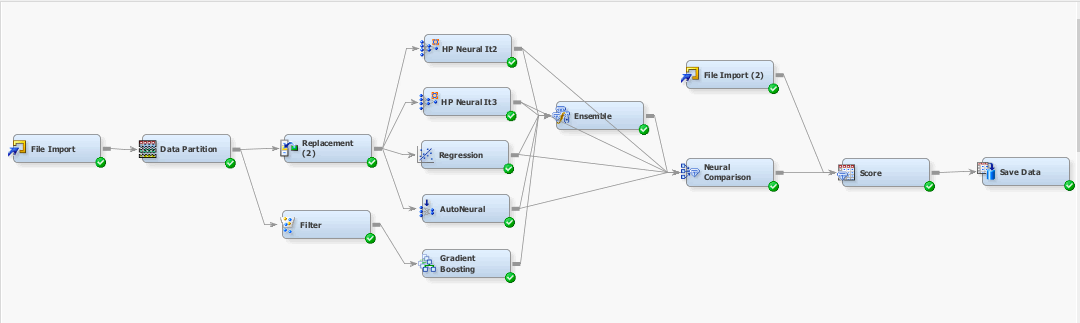 HP Neural It2
File Import (2)
HP Neural It3
Ensemble
File Import
Data Partition
Replacement
(2)
Regression
Neural
Comparison
Score
Save Data
AutoNeural
Filter
Gradient
Boosting